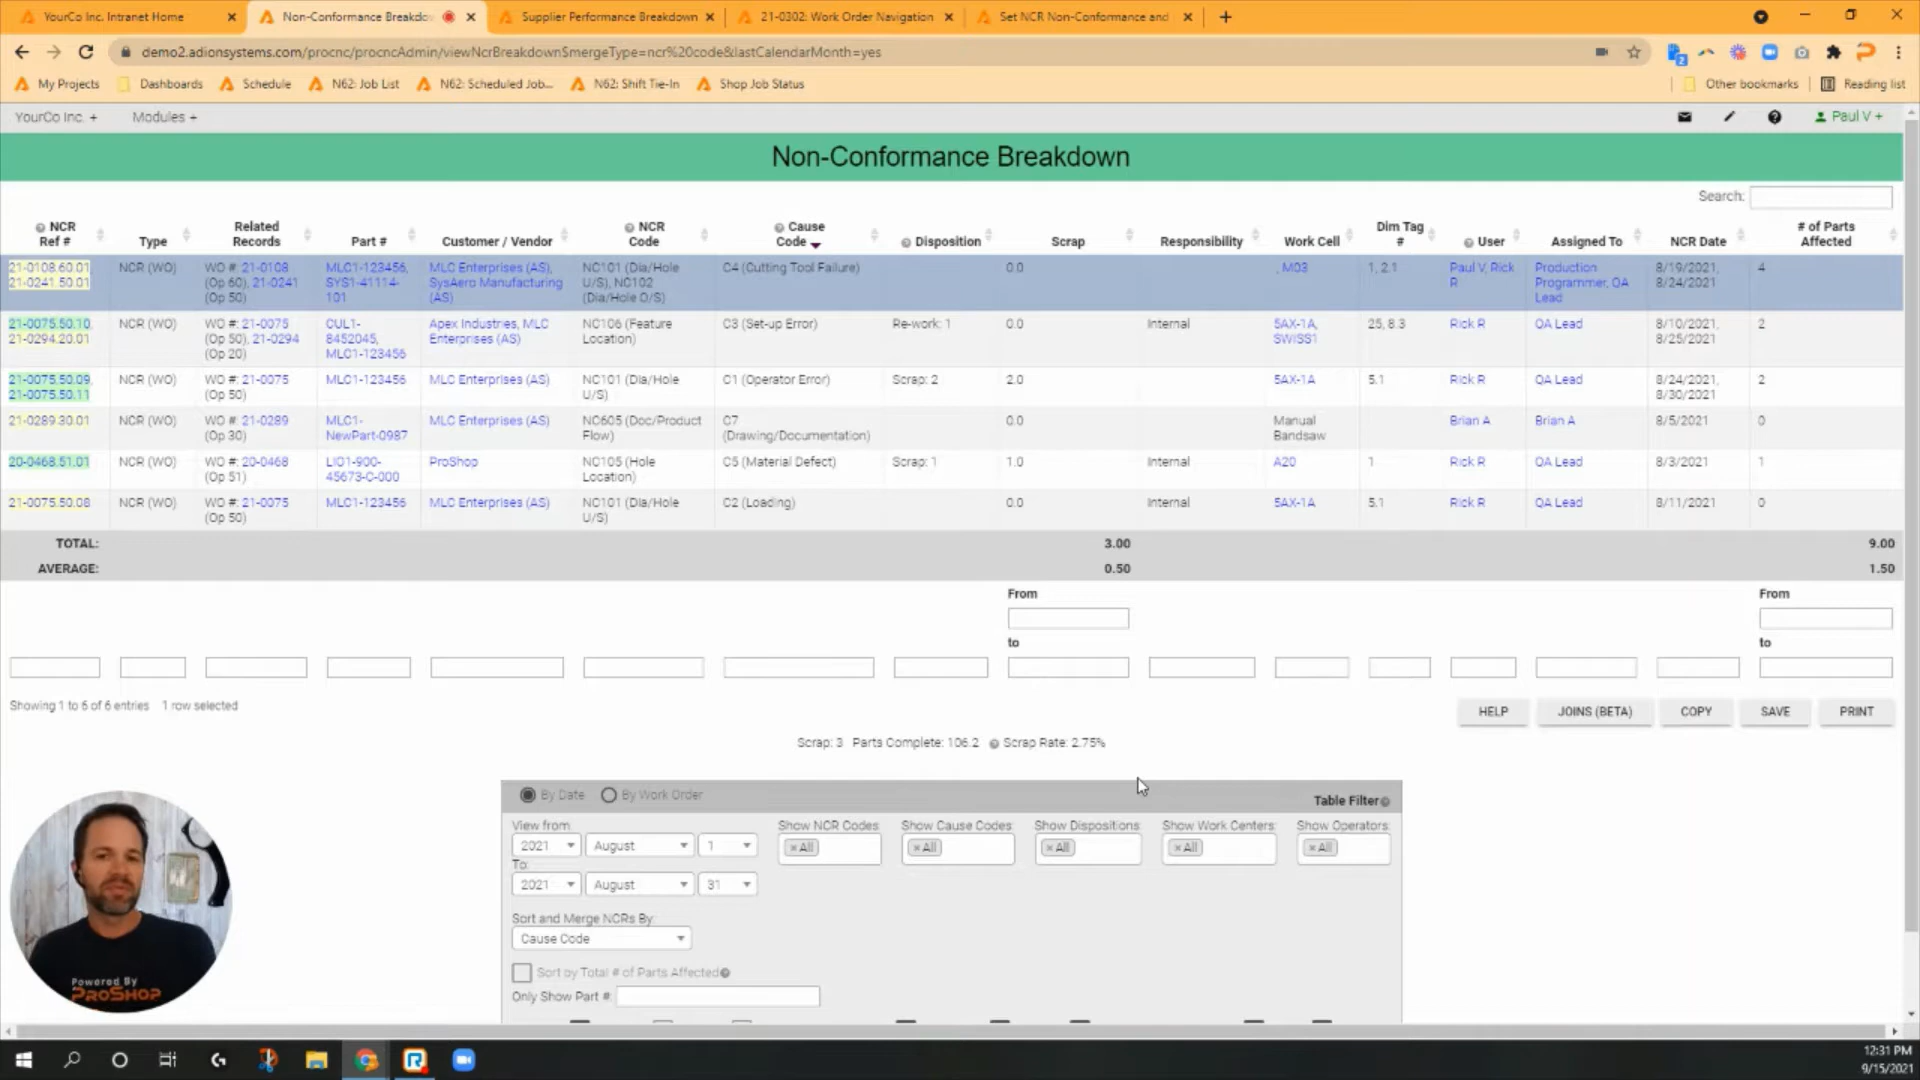 YourCo Inc. Intranet Home
Non-Conformance Breakdo
Supplier Performance Breakdown
21-0302: Work Order Navigation
Set NCR Non-Conformance and
demo2.adionsystems.com/procnc/procncAdmin/viewNcrBreakdown$mergeType=ncr%20code&lastCalendarMonth=yes
My Projects Dashboards Schedule N62: Job List N62: Scheduled Job... N62: Shift Tie-In Shop Job Status Other bookmarks Reading list
YourCo Inc. + Modules + Paul V +
Non-Conformance Breakdown
Search:
NCR Ref # Type Related Records Part # Customer / Vendor NCR Code Cause Code Disposition Scrap Responsibility Work Cell Dim Tag # User Assigned To NCR Date # of Parts Affected
21-0108.60.01, NCR (WO) WO #: 21-0108 MLC1-123456, MLC Enterprises (AS), NC101 (Dia/Hole C4 (Cutting Tool Failure) 0.0 , M03 1, 2.1 Paul V, Rick Production 8/19/2021, 4
21-0241.50.01 (Op 60), 21-0241 SYS1-41114- SysAero Manufacturing U/S), NC102 R Programmer, QA 8/24/2021
(Op 50) 101 (AS) (Dia/Hole O/S) Lead
21-0075.50.10, NCR (WO) WO #: 21-0075 CUL1- Apex Industries, MLC NC106 (Feature C3 (Set-up Error) Re-work: 1 0.0 Internal 5AX-1A, 25, 8.3 Rick R QA Lead 8/10/2021, 2
21-0294.20.01 (Op 50), 21-0294 8452045, Enterprises (AS) Location) SWISS1 8/25/2021
(Op 20) MLC1-123456
21-0075.50.09, NCR (WO) WO #: 21-0075 MLC1-123456 MLC Enterprises (AS) NC101 (Dia/Hole C1 (Operator Error) Scrap: 2 2.0 5AX-1A 5.1 Rick R QA Lead 8/24/2021, 2
21-0075.50.11 (Op 50) U/S) 8/30/2021
21-0289.30.01 NCR (WO) WO #: 21-0289 MLC1- MLC Enterprises (AS) NC605 (Doc/Product C7 0.0 Manual Brian A Brian A 8/5/2021 0
(Op 30) NewPart-0987 Flow) (Drawing/Documentation) Bandsaw
20-0468.51.01 NCR (WO) WO #: 20-0468 LIO1-900- ProShop NC105 (Hole C5 (Material Defect) Scrap: 1 1.0 Internal A20 1 Rick R QA Lead 8/3/2021 1
(Op 51) 45673-C-000 Location)
21-0075.50.08 NCR (WO) WO #: 21-0075 MLC1-123456 MLC Enterprises (AS) NC101 (Dia/Hole C2 (Loading) 0.0 Internal 5AX-1A 5.1 Rick R QA Lead 8/11/2021 0
(Op 50) U/S)
TOTAL: 3.00 9.00
AVERAGE: 0.50 1.50
From From
to to
Showing 1 to 6 of 6 entries 1 row selected
HELP JOINS (BETA) COPY SAVE PRINT
Scrap: 3 Parts Complete: 106.2 Scrap Rate: 2.75%
By Date By Work Order Table Filter
View from Show NCR Codes: Show Cause Codes: Show Dispositions: Show Work Centers: Show Operators:
2021 August 1 × All × All × All × All × All
To:
2021 August 31
Sort and Merge NCRs By:
Cause Code
Sort by Total # of Parts Affected
Only Show Part #:
Powered By
PROSHOP
12:31 PM
9/15/2021